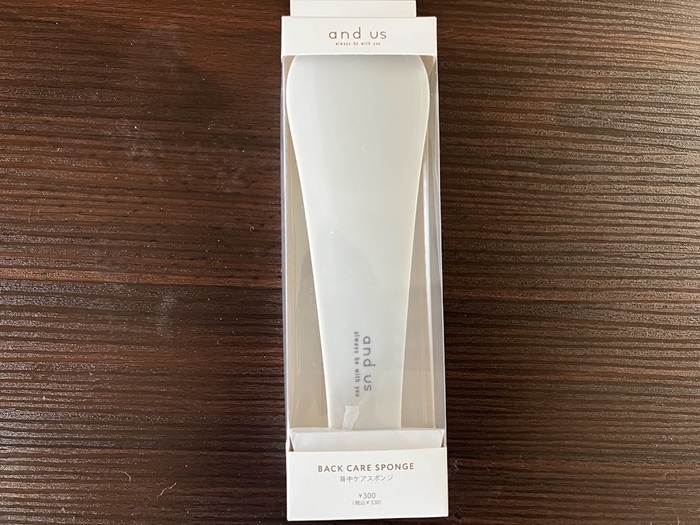 and us
always be with you
and us
always be with you
BACK CARE SPONGE
背中ケアスポンジ
¥300
(税込¥330)